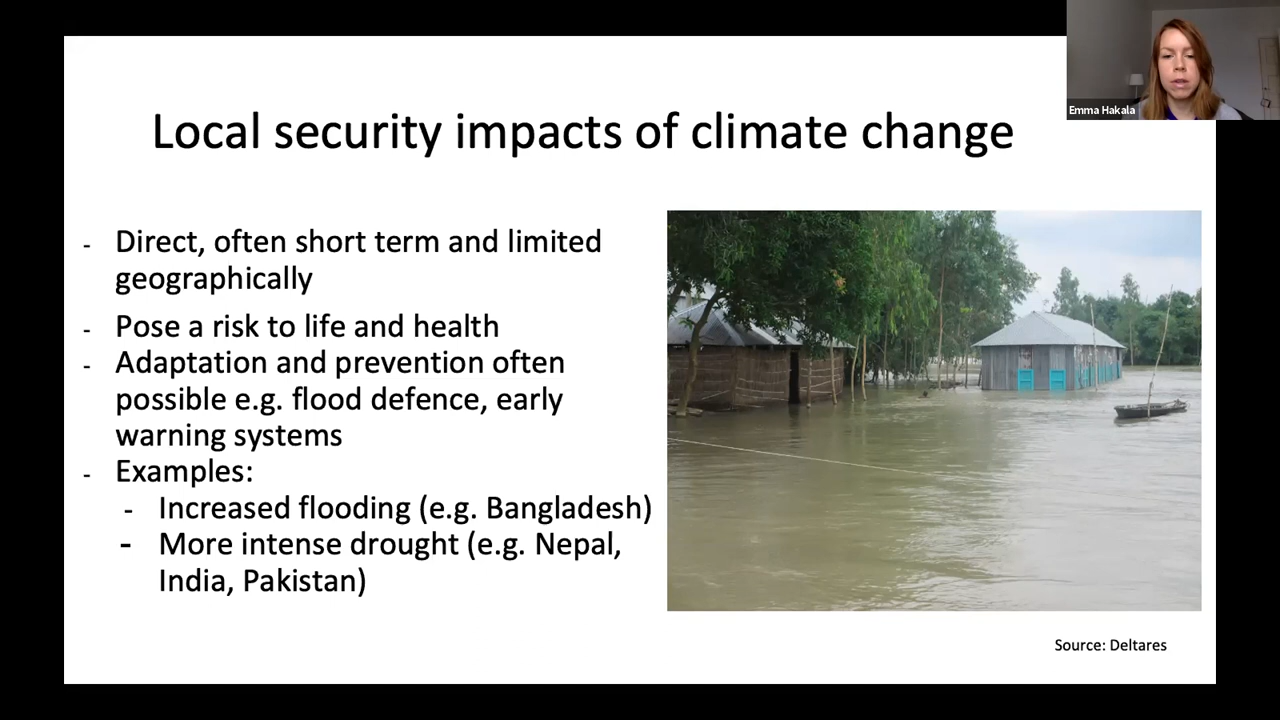 Emma Hakala
Local security impacts of climate change
- Direct, often short term and limited
geographically
- Pose a risk to life and health
- Adaptation and prevention often
possible e.g. flood defence, early
warning systems
- Examples:
- Increased flooding (e.g. Bangladesh)
- More intense drought (e.g. Nepal,
India, Pakistan)
Source: Deltares